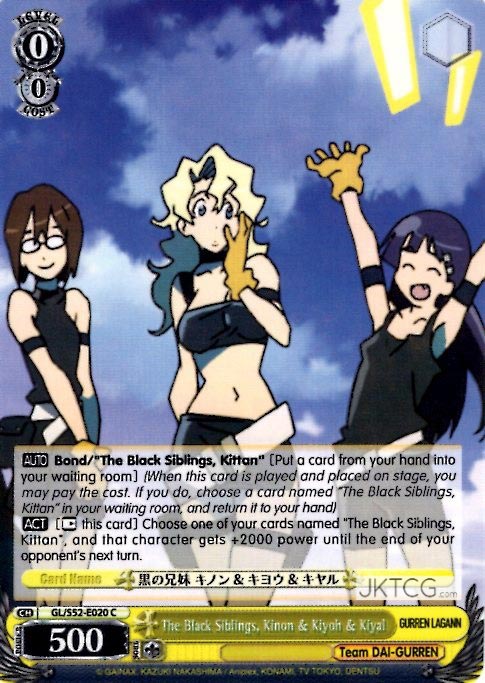 LEVEL
0
0
COST
AUTO Bond/"The Black Siblings, Kittan" [Put a card from your hand into
your waiting room] (When this card is played and placed on stage, you
may pay the cost. If you do, choose a card named "The Black Siblings,
Kittan" in your waiting room, and return it to your hand)
ACT [ this card] Choose one of your cards named "The Black Siblings,
Kittan", and that character gets +2000 power until the end of your
opponent's next turn.
Card Name 黒の兄妹 キノン & キヨウ & キヤル
JKTCG.com
CH GL/S52-E020 C
The Black Siblings, Kinon & Kiyoh & Kiyal
GURREN LAGANN
POWER 500 SOUL
Team DAI-GURREN
© GAINAX, KAZUKI NAKASHIMA / Aniplex, KONAMI, TV TOKYO, DENTSU